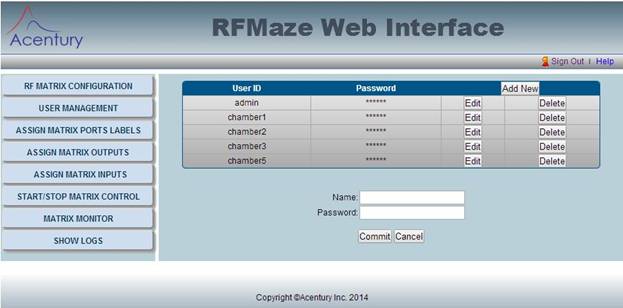 Acentury
RFMaze Web Interface
Sign Out | Help
RF MATRIX CONFIGURATION
USER MANAGEMENT
ASSIGN MATRIX PORTS LABELS
ASSIGN MATRIX OUTPUTS
ASSIGN MATRIX INPUTS
START/STOP MATRIX CONTROL
MATRIX MONITOR
SHOW LOGS
User ID Password Add New
admin ****** Edit Delete
chamber1 ****** Edit Delete
chamber2 ****** Edit Delete
chamber3 ****** Edit Delete
chamber5 ****** Edit Delete
Name:
Password:
Commit Cancel
Copyright ©Acentury Inc. 2014